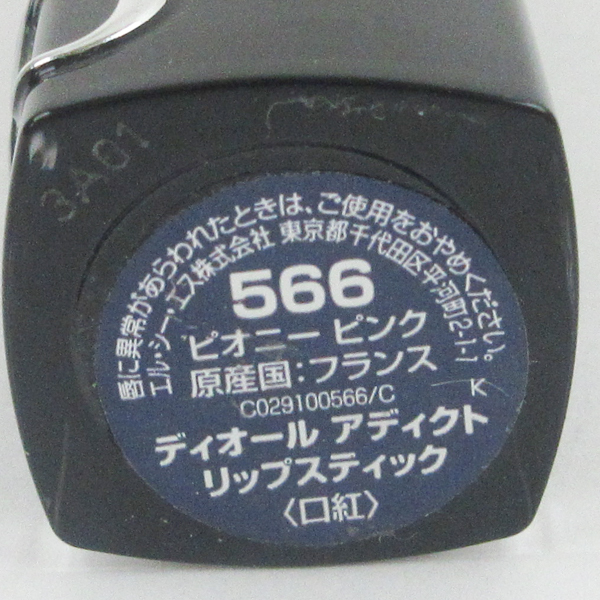 3A01
唇に異常があらわれたときは、ご使用をおやめください。
エル・シー・エス株式会社 東京都千代田区平河町2-1-1
566
ピオニー ピンク
原産国:フランス
K
C029100566/C
ディオール アディクト
リップスティック
〈口紅〉